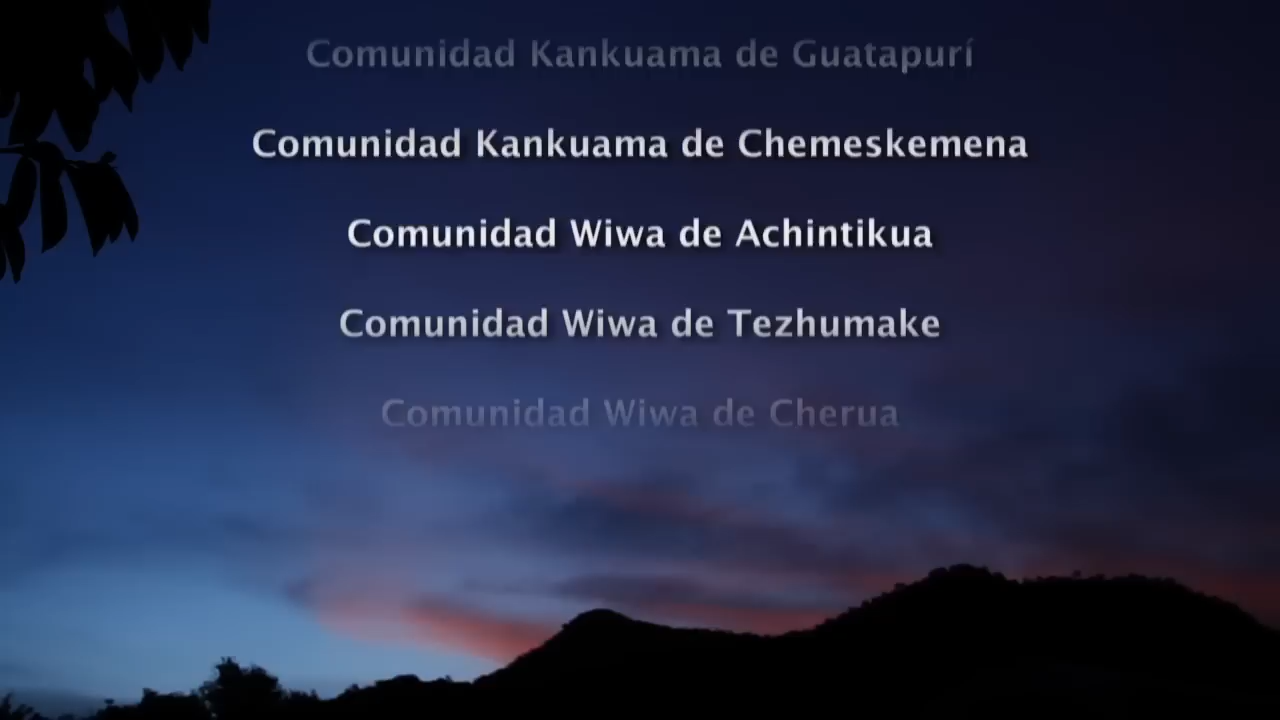 Comunidad Kankuama de Guatapurí
Comunidad Kankuama de Chemeskemena
Comunidad Wiwa de Achintikua
Comunidad Wiwa de Tezhumake
Comunidad Wiwa de Cherua